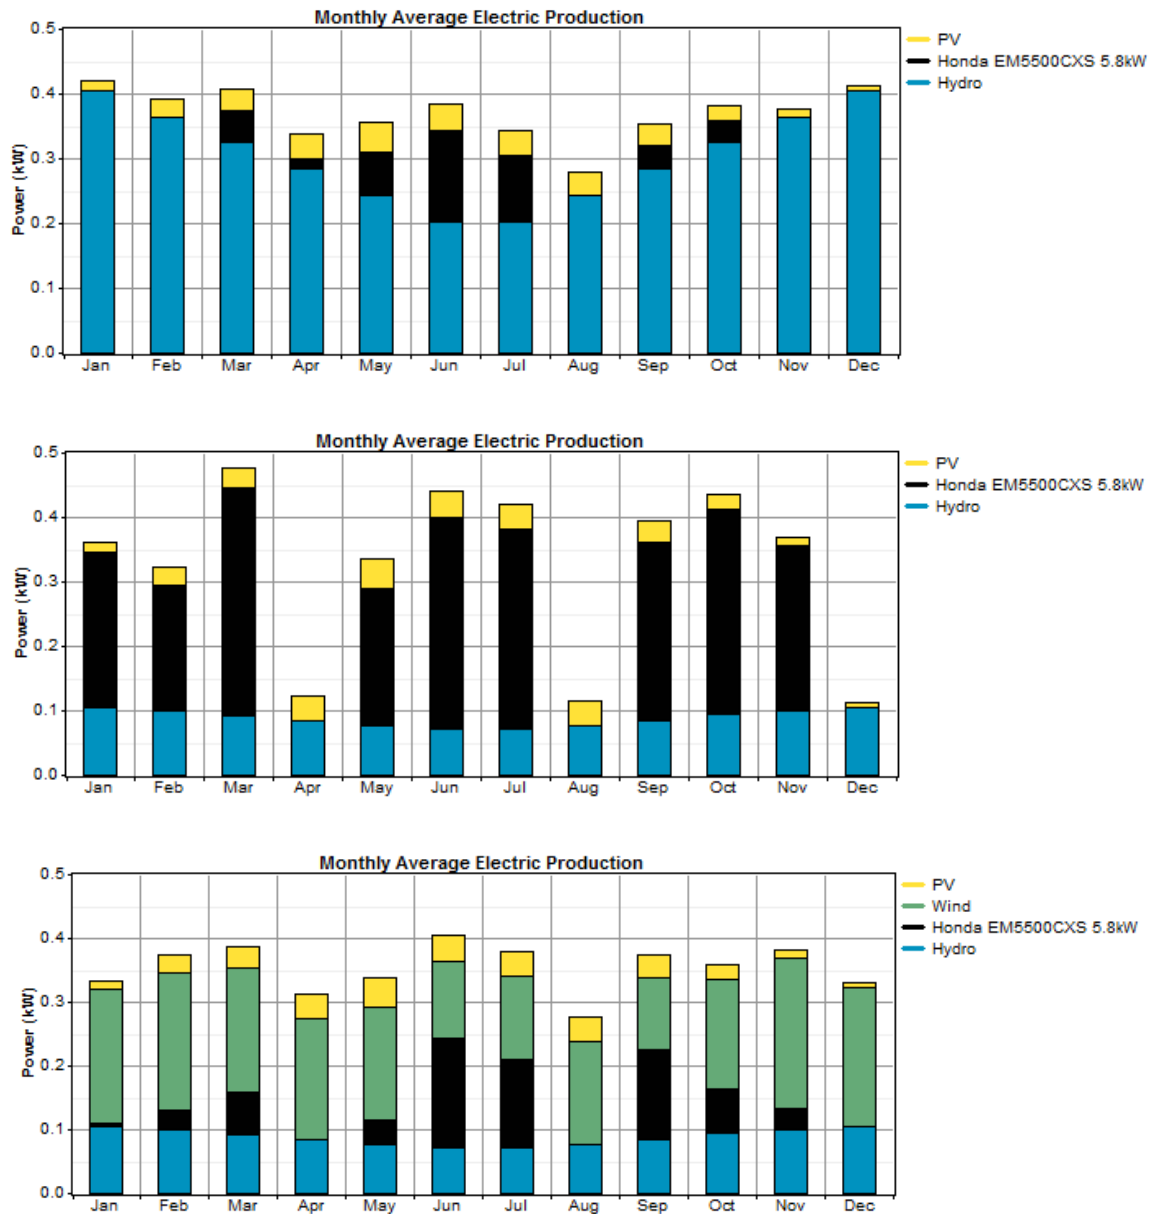 Monthly Average Electric Production
0.5
0.4
0.3
0.2
0.1
0.0
Power (kW)
Jan Feb Mar Apr May Jun Jul Aug Sep Oct Nov Dec
PV
Honda EM5500CXS 5.8kW
Hydro
Monthly Average Electric Production
0.5
0.4
0.3
0.2
0.1
0.0
Power (kW)
Jan Feb Mar Apr May Jun Jul Aug Sep Oct Nov Dec
PV
Honda EM5500CXS 5.8kW
Hydro
Monthly Average Electric Production
0.5
0.4
0.3
0.2
0.1
0.0
Power (kW)
Jan Feb Mar Apr May Jun Jul Aug Sep Oct Nov Dec
PV
Wind
Honda EM5500CXS 5.8kW
Hydro